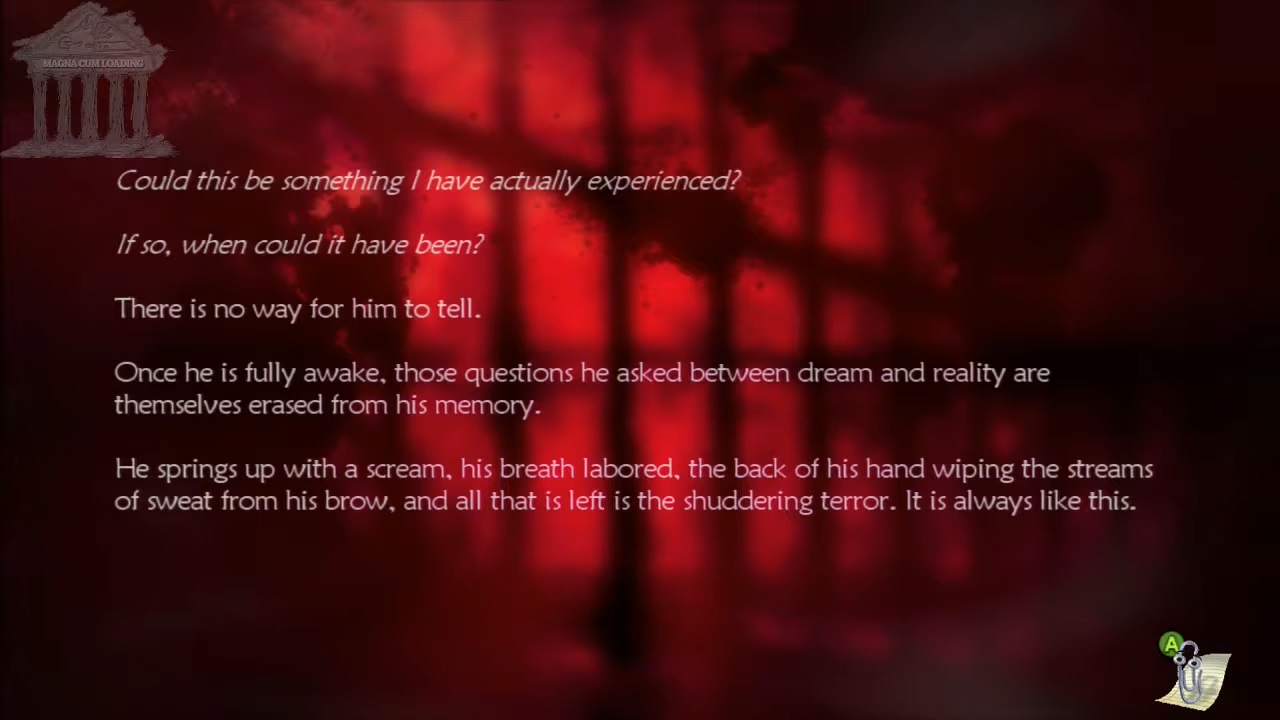 MAGNA CUM LOADING
Could this be something I have actually experienced?
If so, when could it have been?
There is no way for him to tell.
Once he is fully awake, those questions he asked between dream and reality are
themselves erased from his memory.
He springs up with a scream, his breath labored, the back of his hand wiping the streams
of sweat from his brow, and all that is left is the shuddering terror. It is always like this.
A